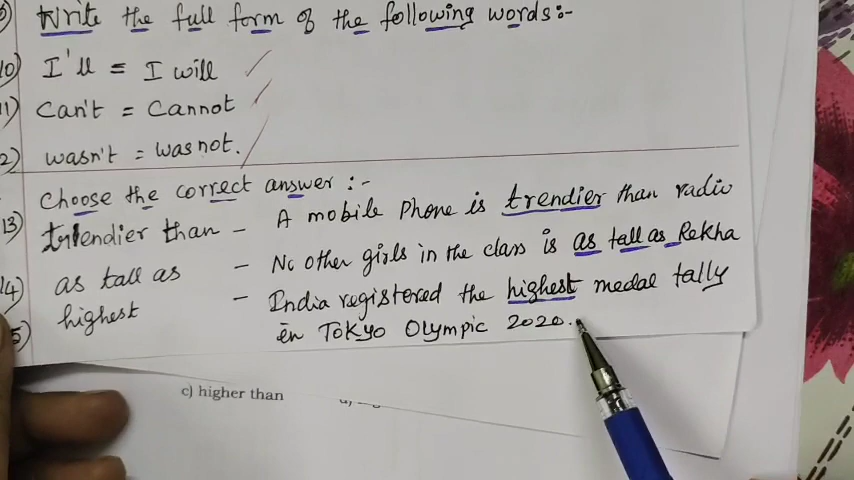 Write the full form of the following words:-
10) I'll = I will
11) Can't = Cannot
2) wasn't = was not.
Choose the correct answer :-
13) trendier than - A mobile Phone is trendier than radio
14) as tall as - No other girls in the class is as tall as Rekha
5) highest - India registered the highest medal tally
in Tokyo Olympic 2020.
c) higher than